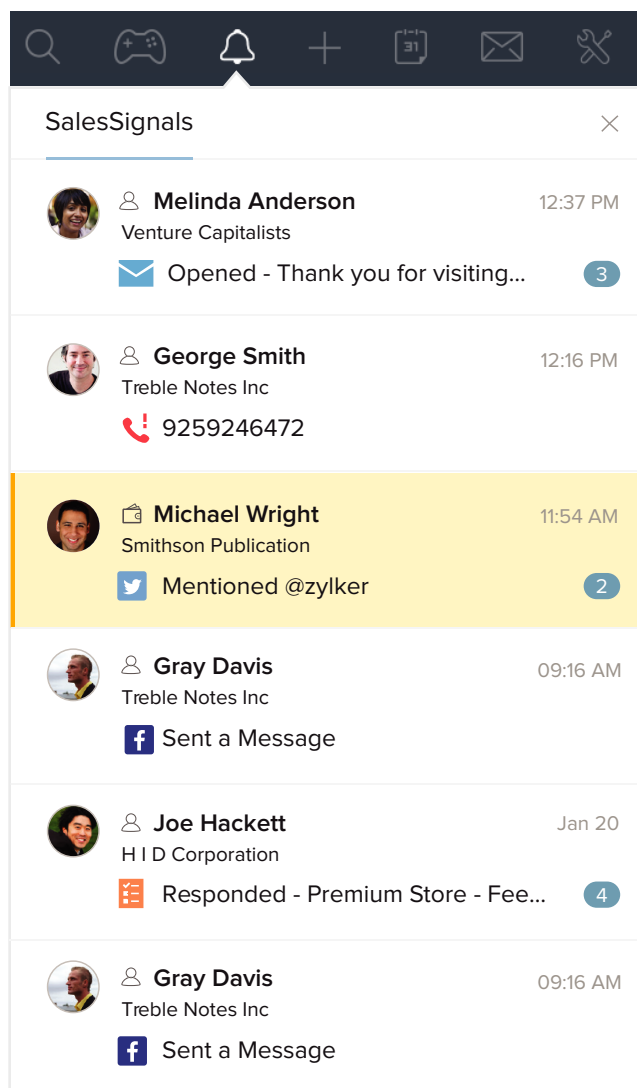 31
SalesSignals
Melinda Anderson 12:37 PM
Venture Capitalists
Opened - Thank you for visiting... 3
George Smith 12:16 PM
Treble Notes Inc
9259246472
Michael Wright 11:54 AM
Smithson Publication
Mentioned @zylker 2
Gray Davis 09:16 AM
Treble Notes Inc
f Sent a Message
Joe Hackett Jan 20
H I D Corporation
Responded - Premium Store - Fee... 4
Gray Davis 09:16 AM
Treble Notes Inc
f Sent a Message